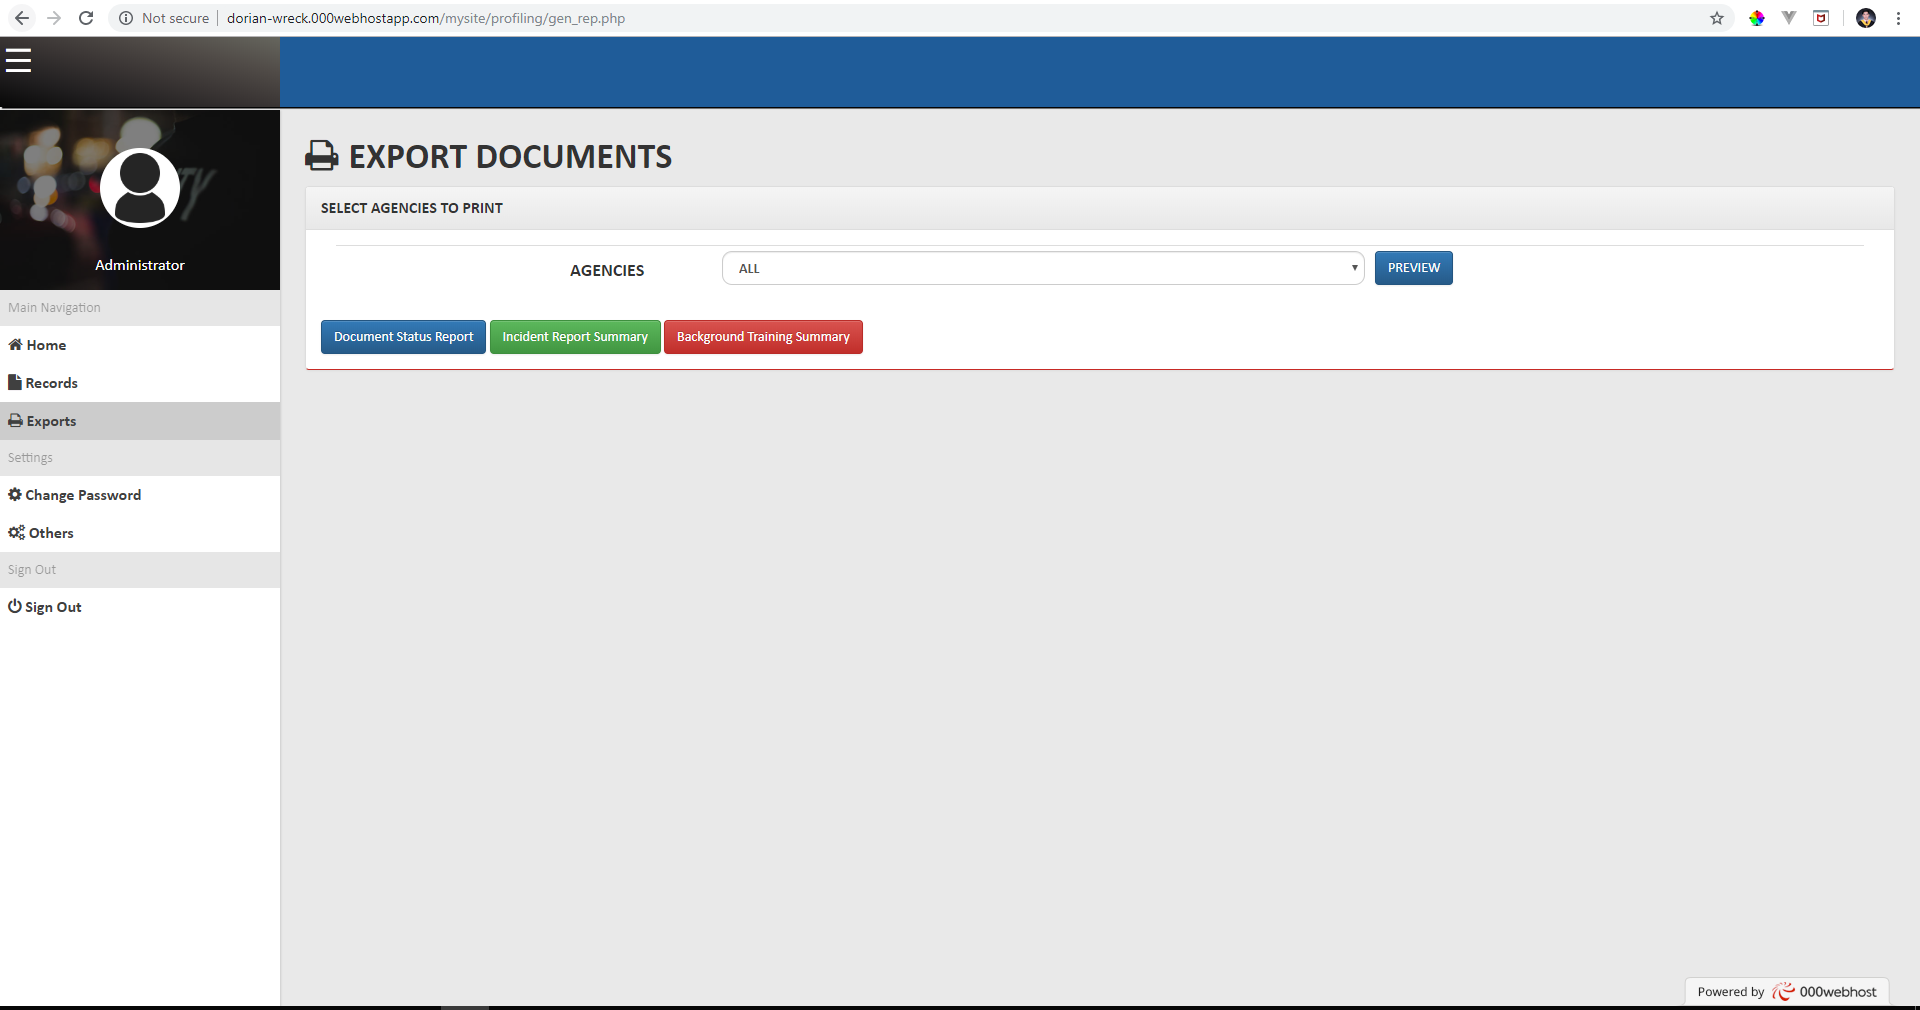 Not secure | dorian-wreck.000webhostapp.com/mysite/profiling/gen_rep.php
TY
Administrator
Main Navigation
Home
Records
Exports
Settings
Change Password
Others
Sign Out
Sign Out
EXPORT DOCUMENTS
SELECT AGENCIES TO PRINT
AGENCIES ALL PREVIEW
Document Status Report Incident Report Summary Background Training Summary
Powered by 000webhost